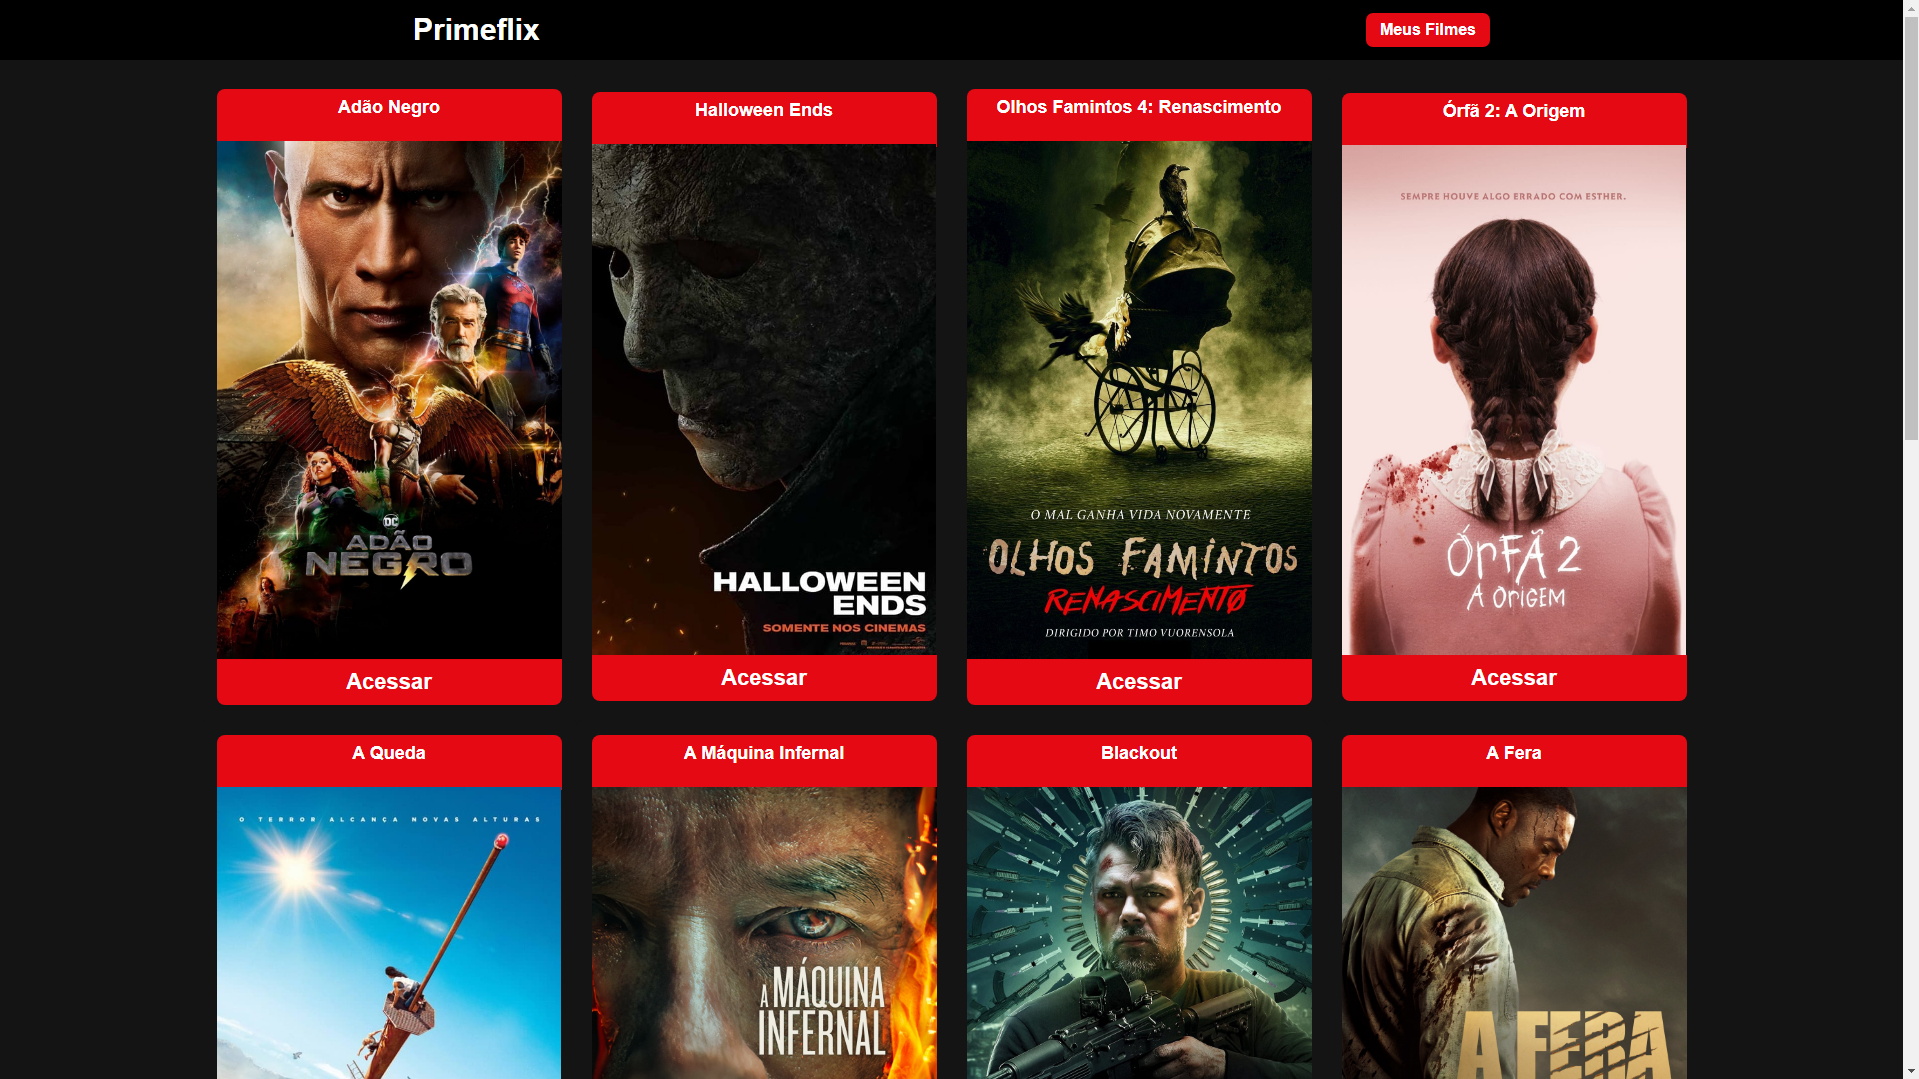 Primeflix
Meus Filmes
Adão Negro
Halloween Ends
Olhos Famintos 4: Renascimento
Órfã 2: A Origem
DC
ADÃO
NEGRO
HALLOWEEN
ENDS
SOMENTE NOS CINEMAS
O MAL GANHA VIDA NOVAMENTE
OLHOS FAMINTOS
RENASCIMENTO
DIRIGIDO POR TIMO VUORENSOLA
SEMPRE HOUVE ALGO ERRADO COM ESTHER.
ÓRFÃ 2
A ORIGEM
Acessar
Acessar
Acessar
Acessar
A Queda
A Máquina Infernal
Blackout
A Fera
O TERROR ALCANÇA NOVAS ALTURAS
A MÁQUINA
INFERNAL
A FERA